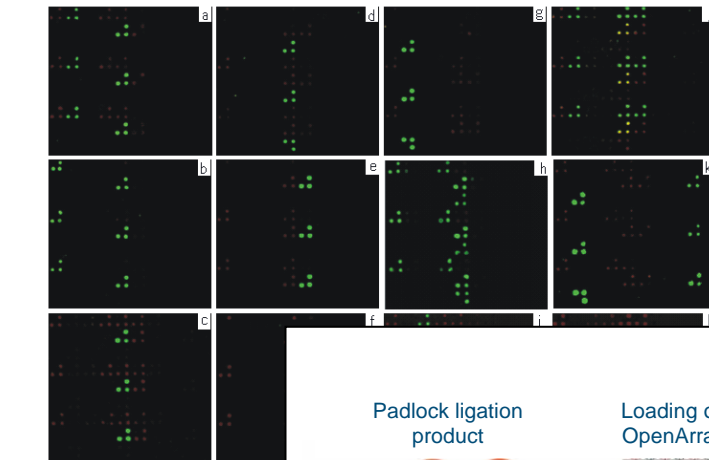 a
d
g
b
e
h
k
c
f
i
Padlock ligation
product
Loading o
OpenArra